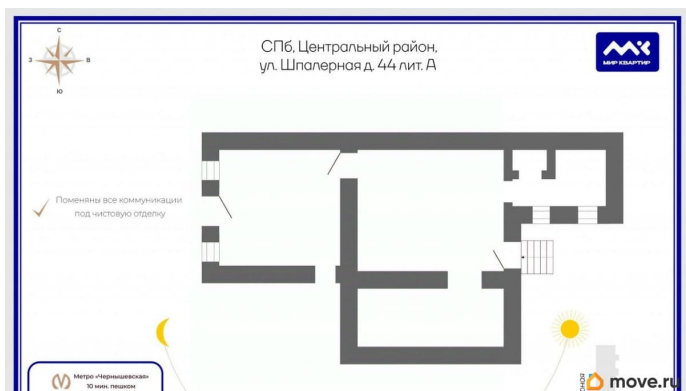 С
З
В
Ю
СПб, Центральный район,
ул. Шпалерная д. 44 лит. А
МК
МИР КВАРТИР
Поменяны все коммуникации
под чистовую отделку
М
Метро «Чернышевская»
10 мин. пешком
move.ru